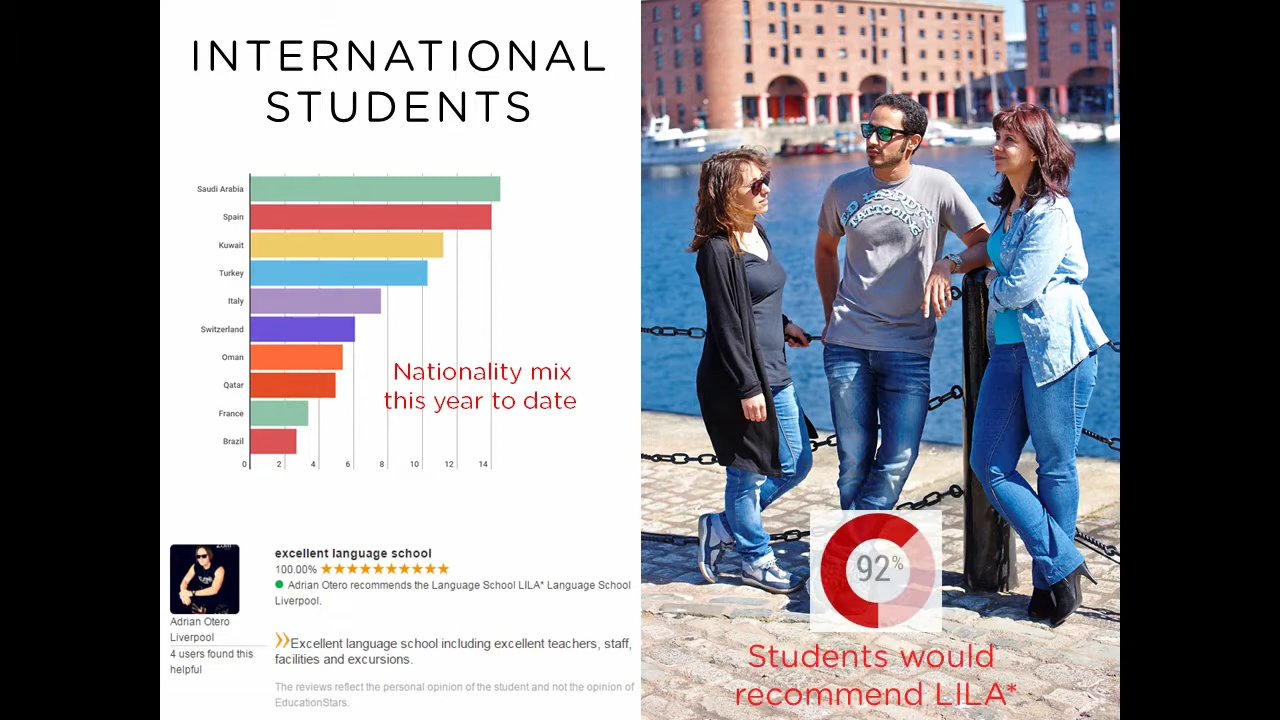 INTERNATIONAL
STUDENTS
Saudi Arabia
Spain
Kuwait
Turkey
Italy
Switzerland
Oman
Qatar
France
Brazil
0 2 4 6 8 10 12 14
Nationality mix
this year to date
excellent language school
100.00% ★★★★★★★★★★
Adrian Otero recommends the Language School LILA* Language School
Liverpool.
Adrian Otero
Liverpool
4 users found this
helpful
»Excellent language school including excellent teachers, staff,
facilities and excursions.
The reviews reflect the personal opinion of the student and not the opinion of
EducationStars.
ED HARDY'S
TATTOOING
92%
Students would
recommend LILA*